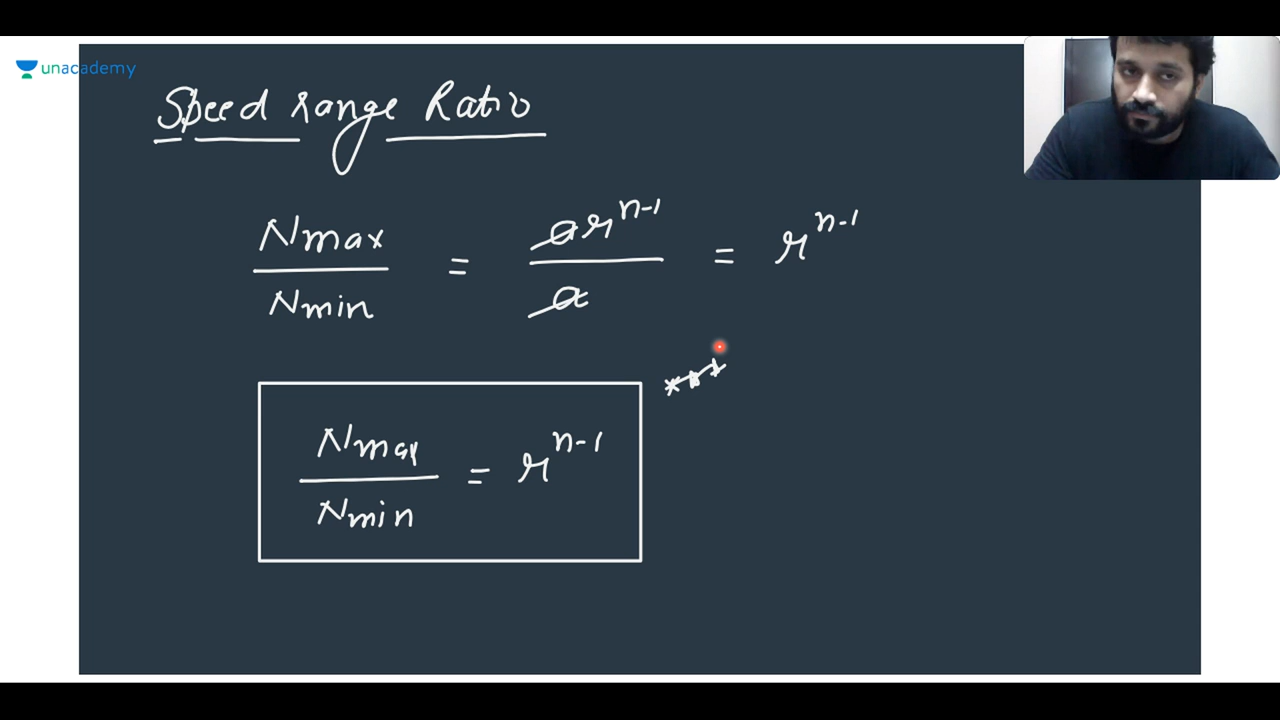 unacademy
Speed range Ratio
Nmax / Nmin = ar^n-1 / a = r^n-1
***
Nmax / Nmin = r^n-1